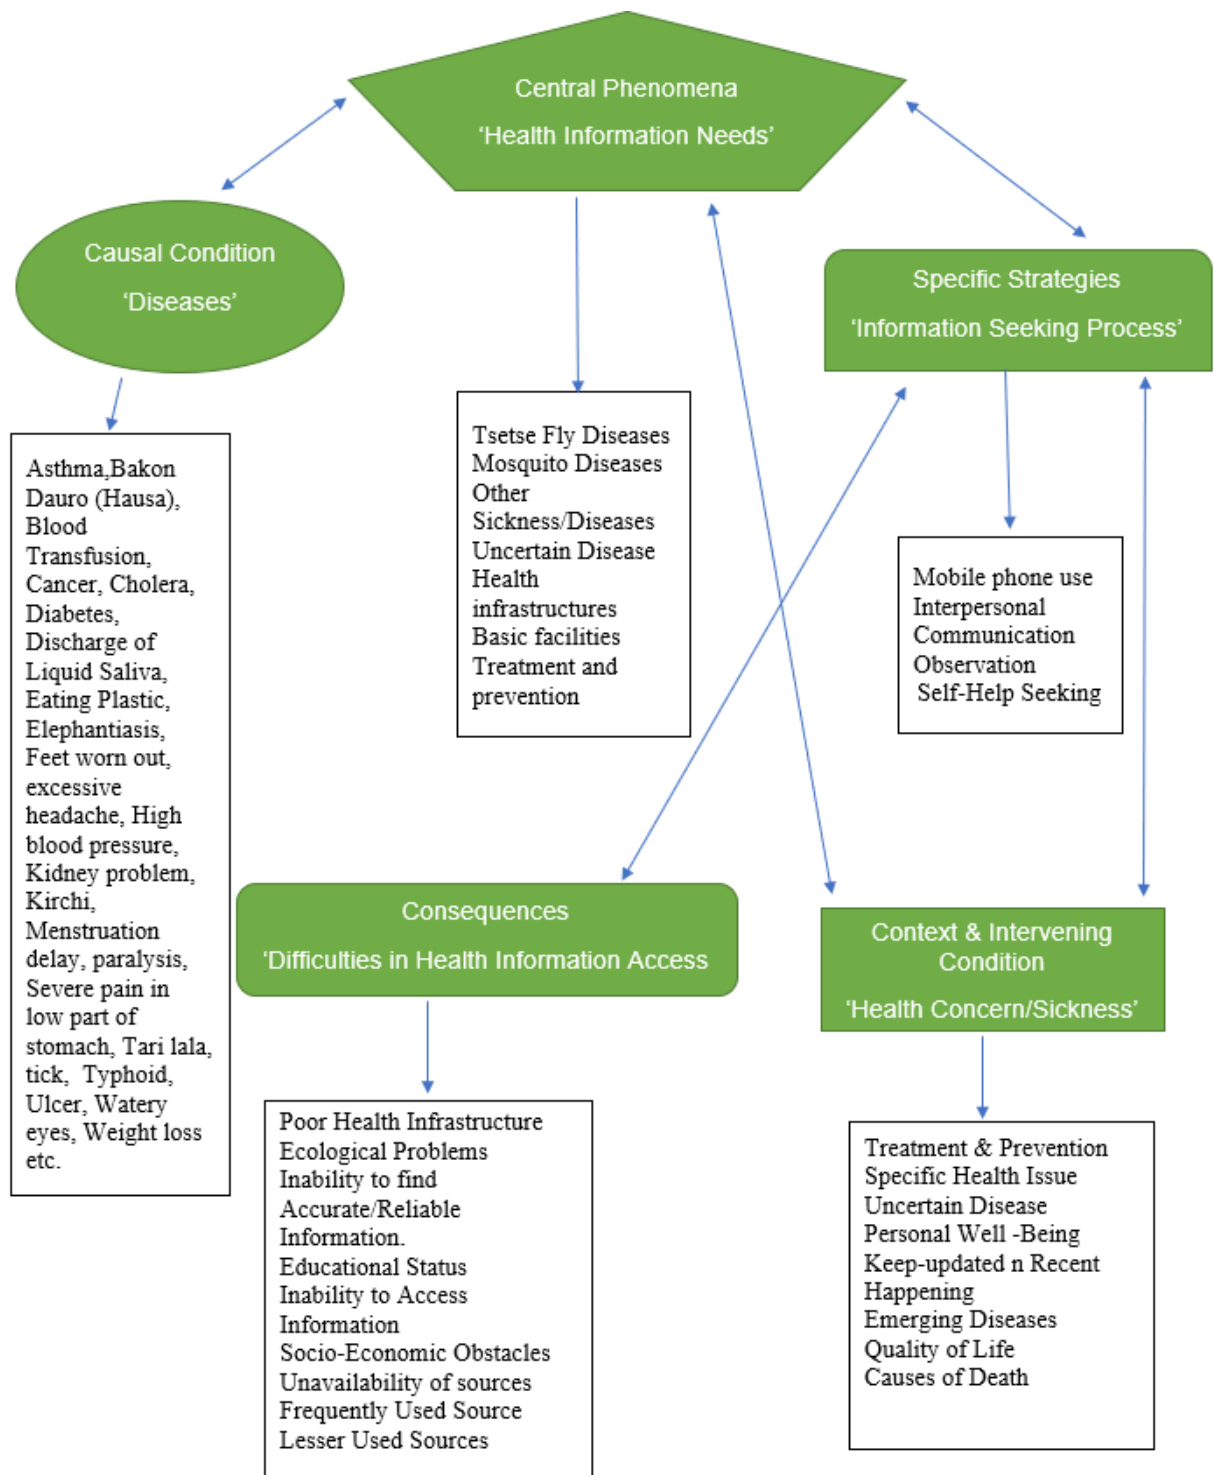 Central Phenomena
‘Health Information Needs’
Causal Condition
‘Diseases’
Specific Strategies
‘Information Seeking Process’
Asthma,Bakon
Dauro (Hausa),
Blood
Transfusion,
Cancer, Cholera,
Diabetes,
Discharge of
Liquid Saliva,
Eating Plastic,
Elephantiasis,
Feet worn out,
excessive
headache, High
blood pressure,
Kidney problem,
Kirchi,
Menstruation
delay, paralysis,
Severe pain in
low part of
stomach, Tari lala,
tick, Typhoid,
Ulcer, Watery
eyes, Weight loss
etc.
Tsetse Fly Diseases
Mosquito Diseases
Other
Sickness/Diseases
Uncertain Disease
Health
infrastructures
Basic facilities
Treatment and
prevention
Mobile phone use
Interpersonal
Communication
Observation
Self-Help Seeking
Consequences
‘Difficulties in Health Information Access
Context & Intervening
Condition
‘Health Concern/Sickness’
Poor Health Infrastructure
Ecological Problems
Inability to find
Accurate/Reliable
Information.
Educational Status
Inability to Access
Information
Socio-Economic Obstacles
Unavailability of sources
Frequently Used Source
Lesser Used Sources
Treatment & Prevention
Specific Health Issue
Uncertain Disease
Personal Well -Being
Keep-updated n Recent
Happening
Emerging Diseases
Quality of Life
Causes of Death